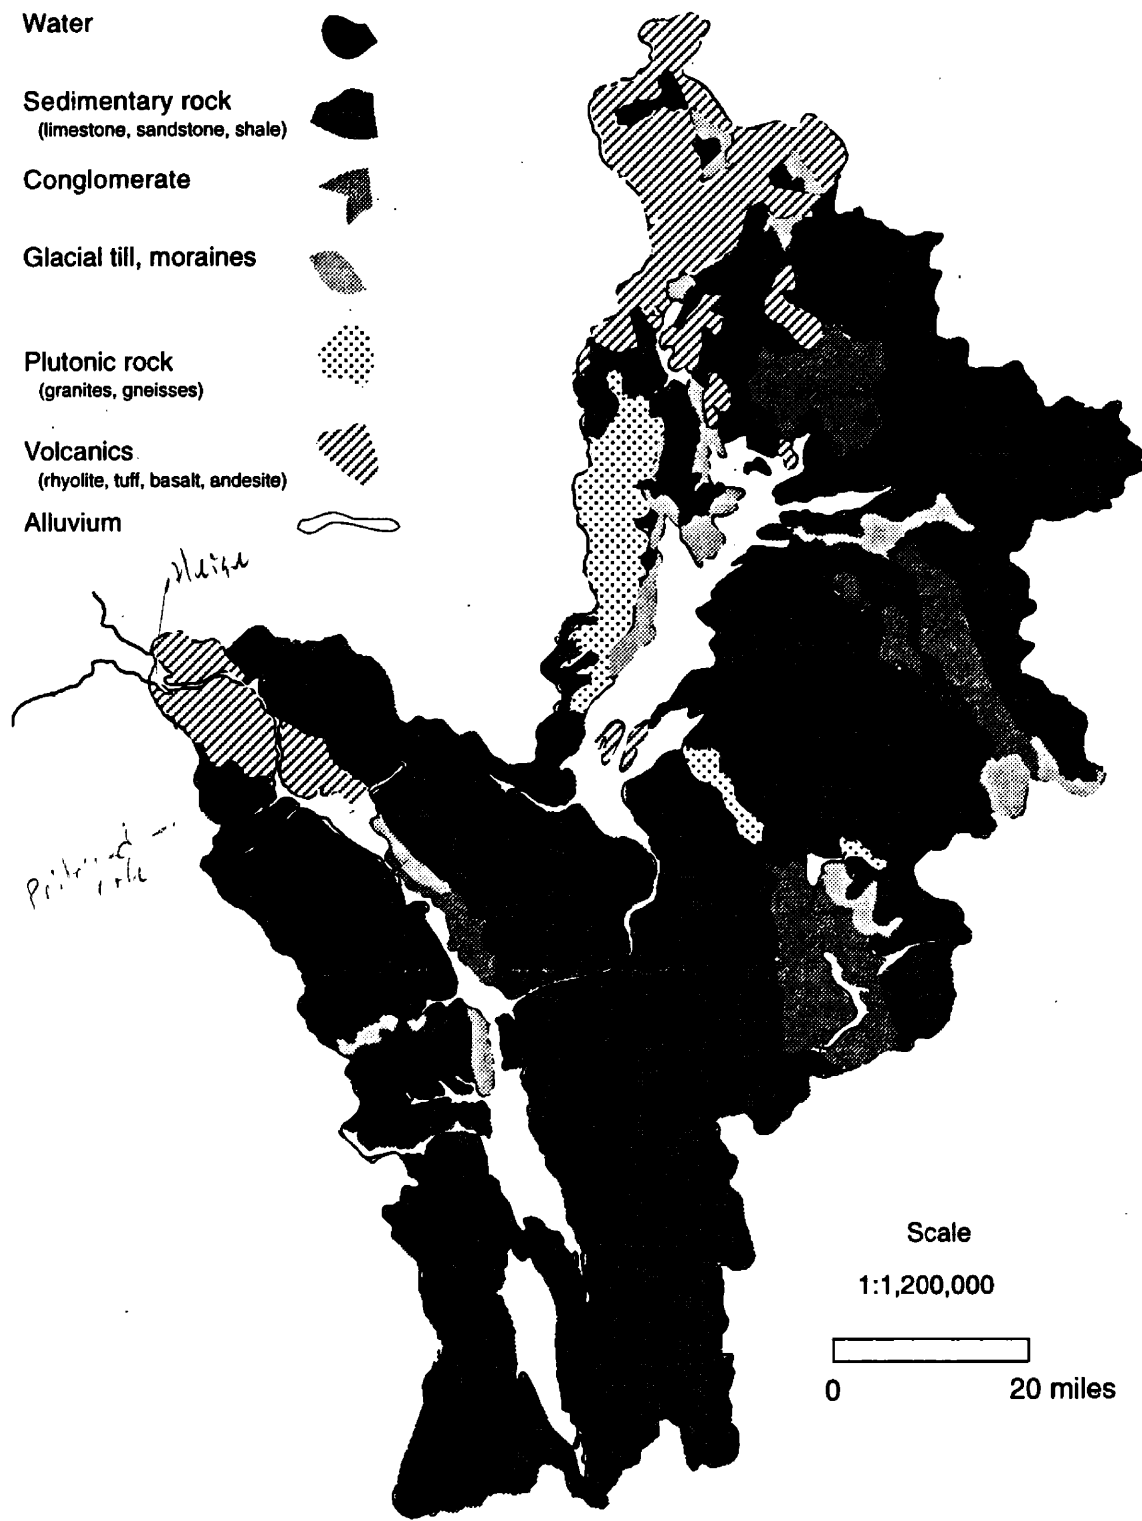 Water
Sedimentary rock
(limestone, sandstone, shale)
Conglomerate
Glacial till, moraines
Plutonic rock
(granites, gneisses)
Volcanics
(rhyolite, tuff, basalt, andesite)
Alluvium
Scale
1:1,200,000
0 20 miles